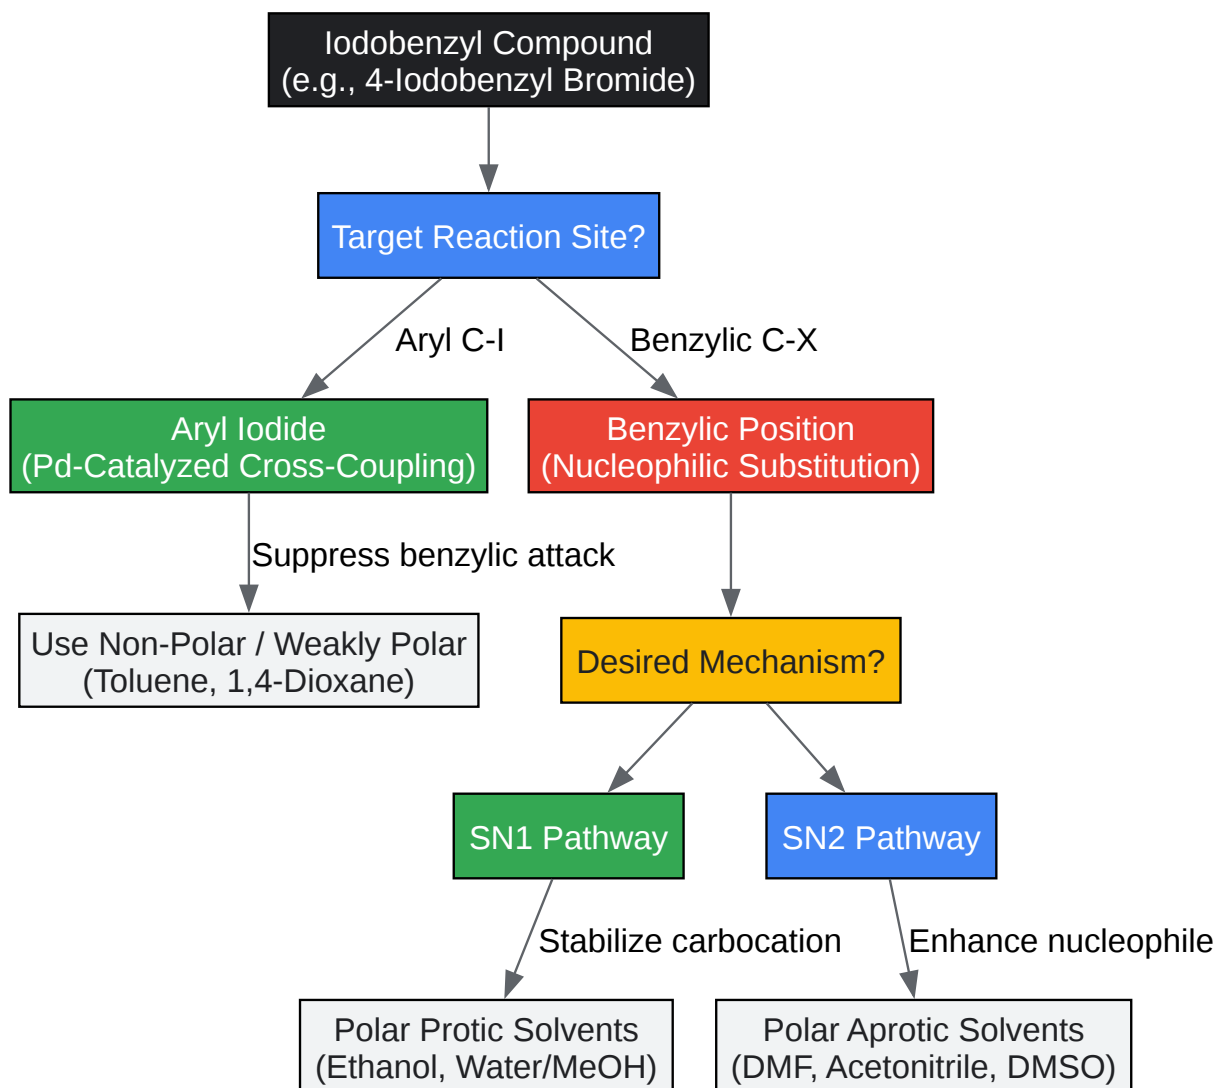 Iodobenzyl Compound
(e.g., 4-Iodobenzyl Bromide)
Target Reaction Site?
Aryl C-I
Benzylic C-X
Aryl Iodide
(Pd-Catalyzed Cross-Coupling)
Benzylic Position
(Nucleophilic Substitution)
Suppress benzylic attack
Use Non-Polar / Weakly Polar
(Toluene, 1,4-Dioxane)
Desired Mechanism?
SN1 Pathway
SN2 Pathway
Stabilize carbocation
Enhance nucleophile
Polar Protic Solvents
(Ethanol, Water/MeOH)
Polar Aprotic Solvents
(DMF, Acetonitrile, DMSO)